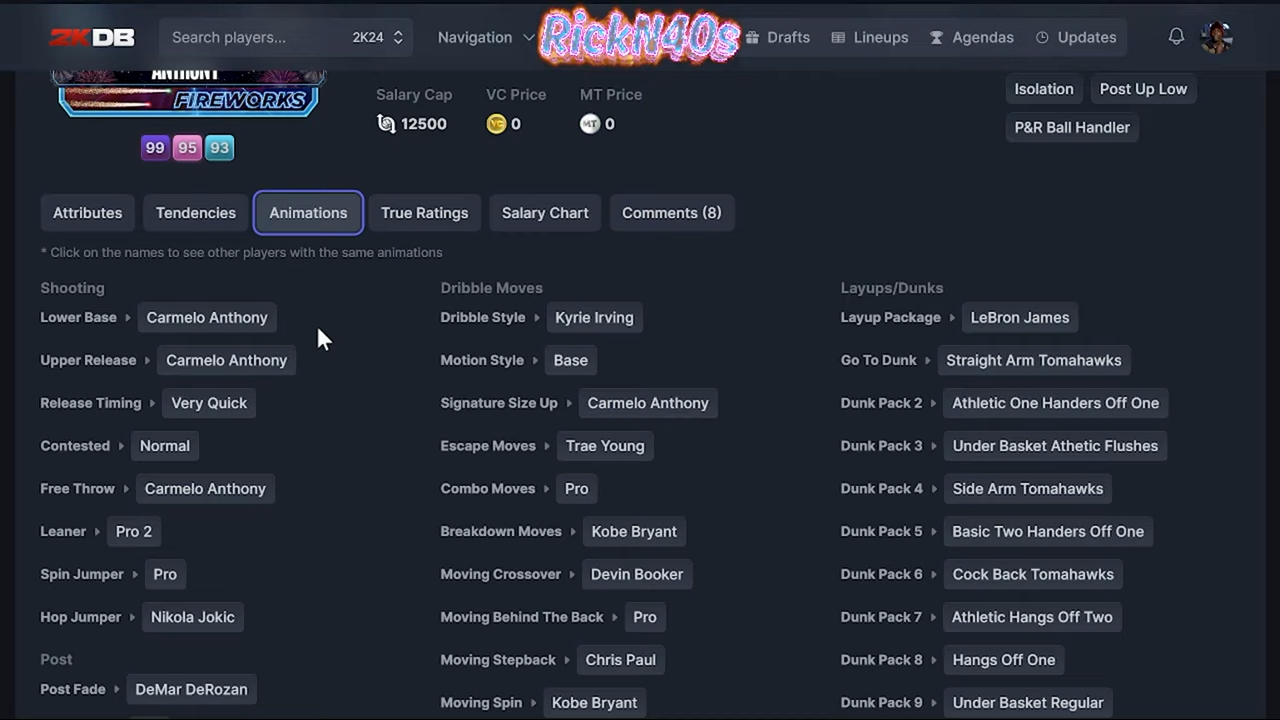 2KDB
Search players...
2K24
Navigation
RickN40s
Drafts
Lineups
Agendas
Updates
ANTHONY
FIREWORKS
99 95 93
Salary Cap
12500
VC Price
VC 0
MT Price
MT 0
Isolation
Post Up Low
P&R Ball Handler
Attributes
Tendencies
Animations
True Ratings
Salary Chart
Comments (8)
* Click on the names to see other players with the same animations
Shooting
Lower Base Carmelo Anthony
Upper Release Carmelo Anthony
Release Timing Very Quick
Contested Normal
Free Throw Carmelo Anthony
Leaner Pro 2
Spin Jumper Pro
Hop Jumper Nikola Jokic
Post
Post Fade DeMar DeRozan
Dribble Moves
Dribble Style Kyrie Irving
Motion Style Base
Signature Size Up Carmelo Anthony
Escape Moves Trae Young
Combo Moves Pro
Breakdown Moves Kobe Bryant
Moving Crossover Devin Booker
Moving Behind The Back Pro
Moving Stepback Chris Paul
Moving Spin Kobe Bryant
Layups/Dunks
Layup Package LeBron James
Go To Dunk Straight Arm Tomahawks
Dunk Pack 2 Athletic One Handers Off One
Dunk Pack 3 Under Basket Athetic Flushes
Dunk Pack 4 Side Arm Tomahawks
Dunk Pack 5 Basic Two Handers Off One
Dunk Pack 6 Cock Back Tomahawks
Dunk Pack 7 Athletic Hangs Off Two
Dunk Pack 8 Hangs Off One
Dunk Pack 9 Under Basket Regular